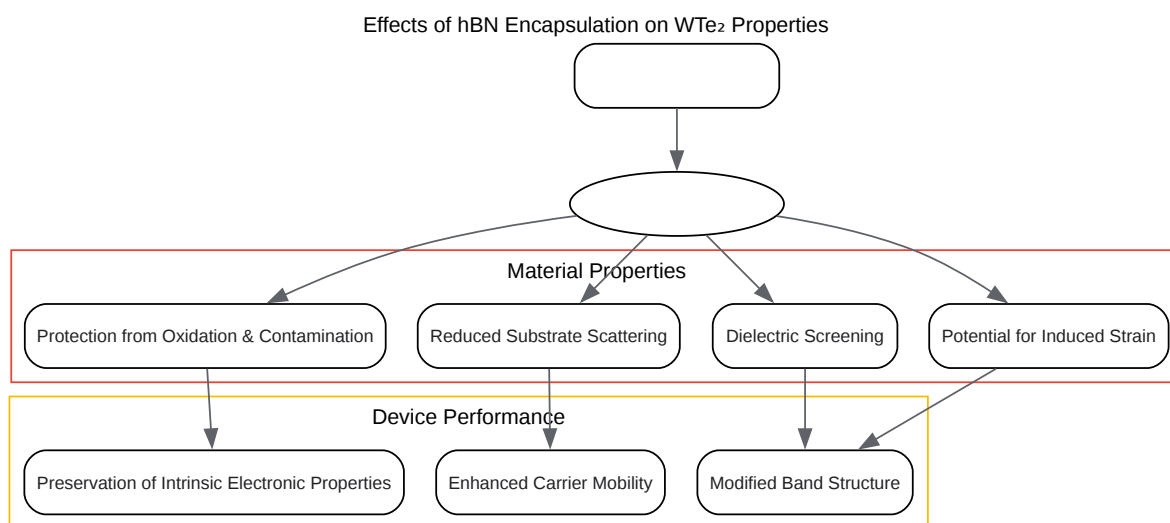 Effects of hBN Encapsulation on WTe₂ Properties
Material Properties
Protection from Oxidation & Contamination
Reduced Substrate Scattering
Dielectric Screening
Potential for Induced Strain
Device Performance
Preservation of Intrinsic Electronic Properties
Enhanced Carrier Mobility
Modified Band Structure